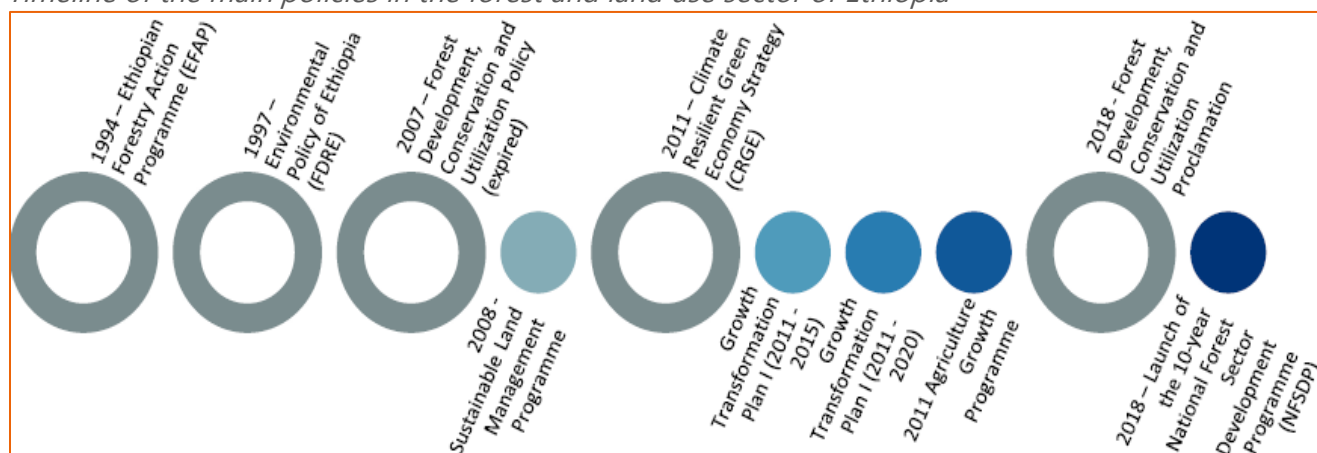 Timeline of the main policies in the forest and land use sector of Ethiopia
1994 – Ethiopian
Forestry Action
Programme (EFAP)
1997 –
Environmental
Policy of Ethiopia
(FDRE)
2007 – Forest
Development,
Conservation and
Utilization Policy
(expired)
2008 -
Sustainable Land
Management
Programme
2011 – Climate
Resilient Green
Economy Strategy
(CRGE)
Growth
Transformation
Plan I (2011 -
2015)
Growth
Transformation
Plan I (2011 -
2020)
2011 Agriculture
Growth
Programme
2018 - Forest
Development,
Conservation and
Utilization
Proclamation
2018 – Launch of
the 10-year
National Forest
Sector
Development
Programme
(NFSDP)